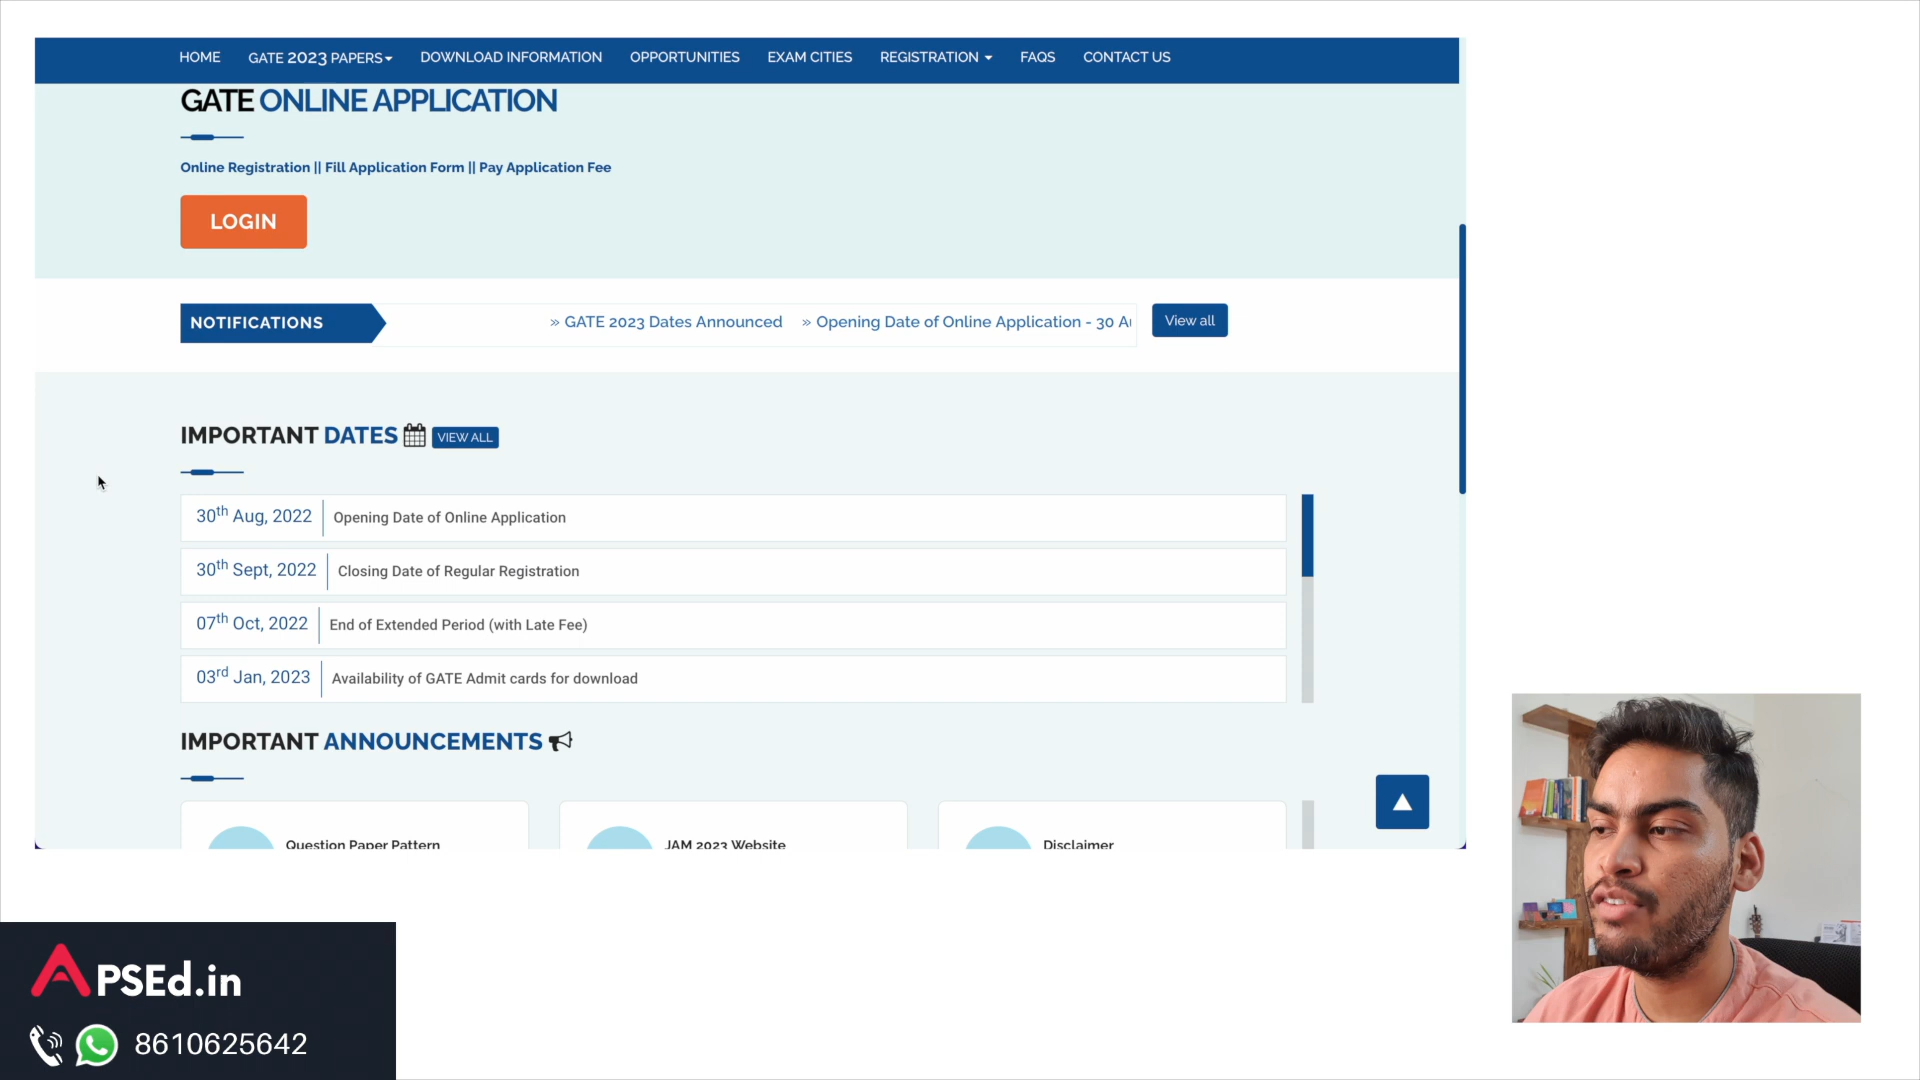 HOME GATE 2023 PAPERS DOWNLOAD INFORMATION OPPORTUNITIES EXAM CITIES REGISTRATION FAQS CONTACT US
GATE ONLINE APPLICATION
Online Registration || Fill Application Form || Pay Application Fee
LOGIN
NOTIFICATIONS » GATE 2023 Dates Announced » Opening Date of Online Application - 30 Au View all
IMPORTANT DATES VIEW ALL
30th Aug, 2022 Opening Date of Online Application
30th Sept, 2022 Closing Date of Regular Registration
07th Oct, 2022 End of Extended Period (with Late Fee)
03rd Jan, 2023 Availability of GATE Admit cards for download
IMPORTANT ANNOUNCEMENTS
Question Paper Pattern JAM 2023 Website Disclaimer
APSEd.in
8610625642